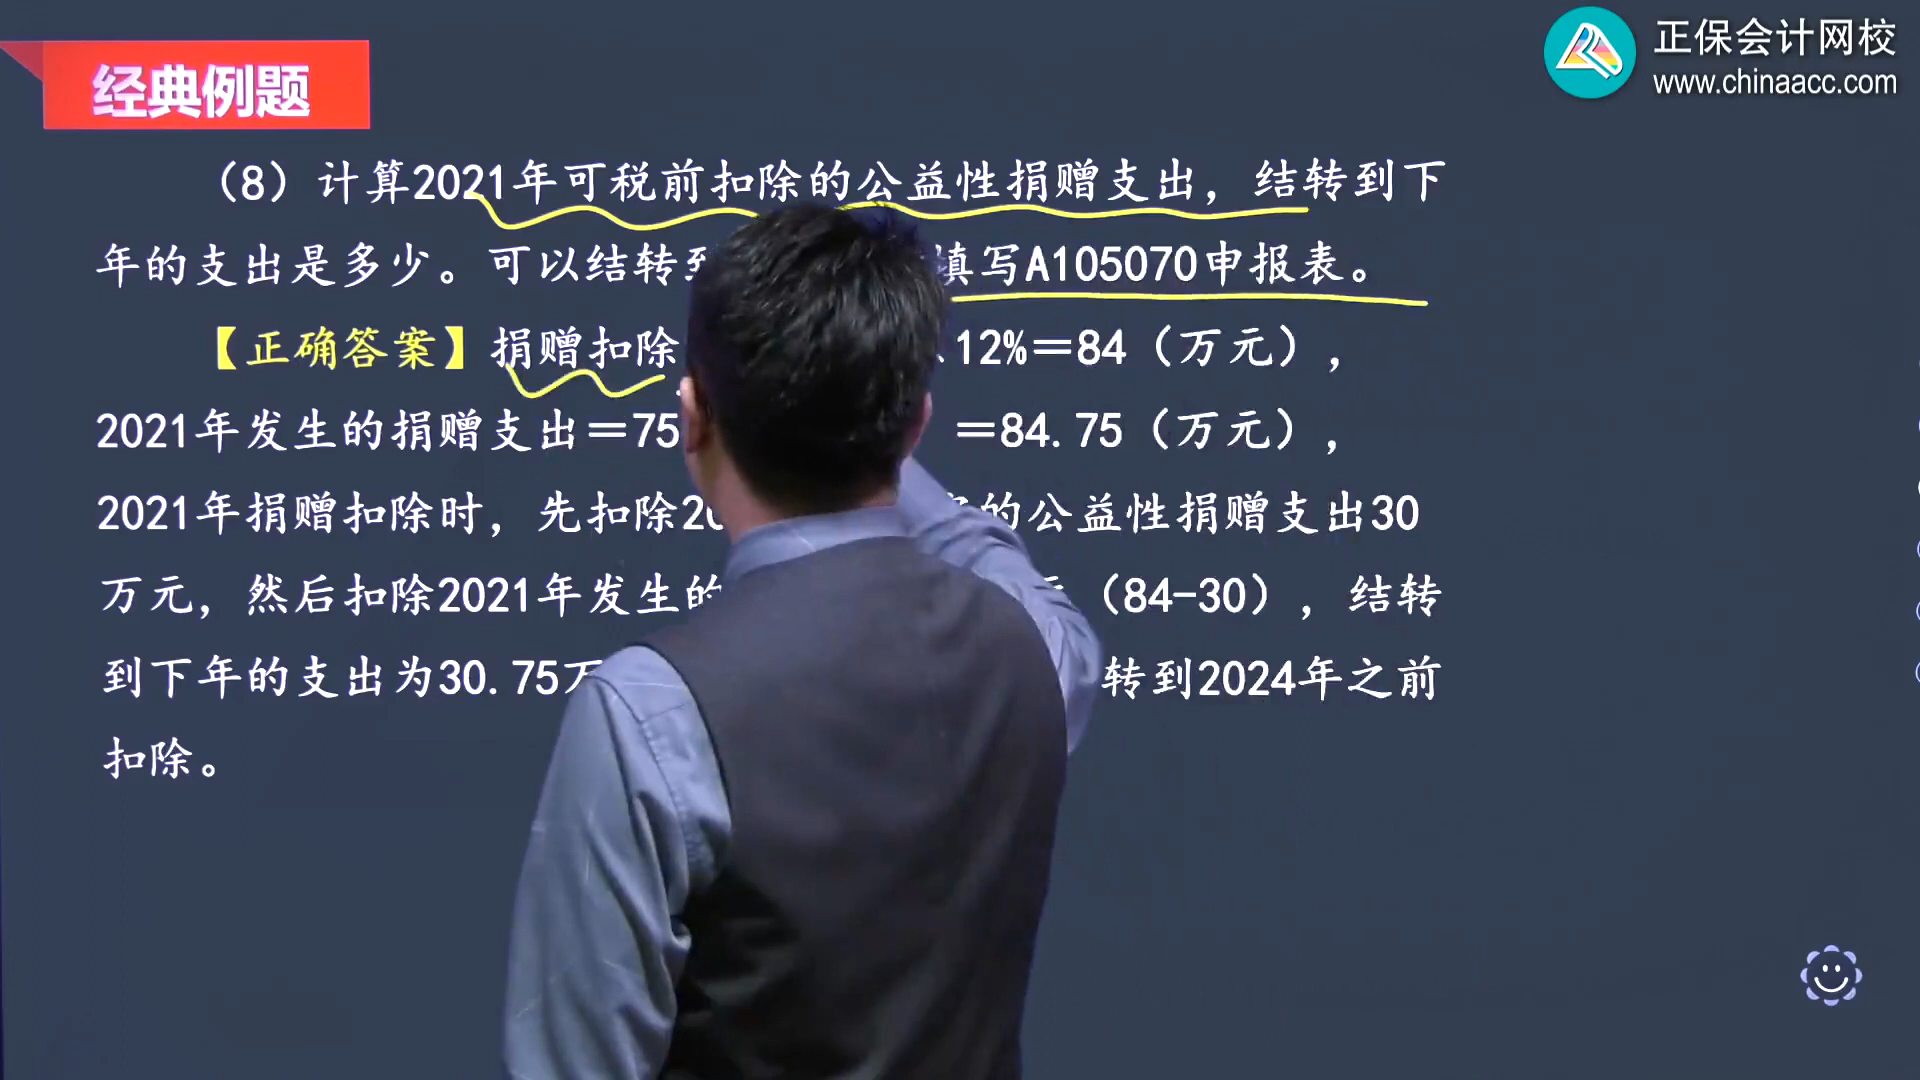 正保会计网校
www.chinaacc.com
经典例题
（8）计算2021年可税前扣除的公益性捐赠支出，结转到下
年的支出是多少。可以结转 填写A105070申报表。
【正确答案】捐赠扣除 12%＝84（万元），
2021年发生的捐赠支出＝75 ＝84.75（万元），
2021年捐赠扣除时，先扣除 的公益性捐赠支出30
万元，然后扣除2021年发生的 （84-30），结转
到下年的支出为30.75万 转到2024年之前
扣除。